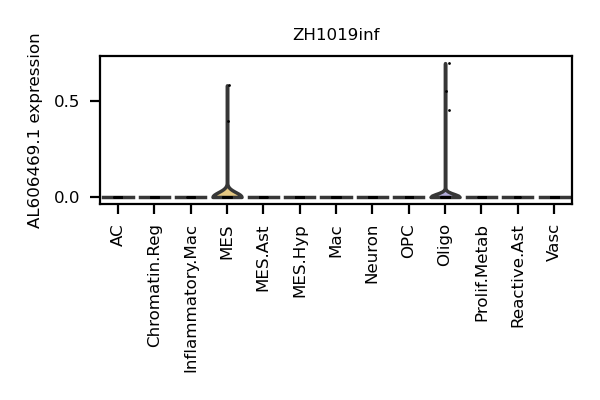 ZH1019inf
AL606469.1 expression
0.5
0.0
AC
Chromatin.Reg
Inflammatory.Mac
MES
MES.Ast
MES.Hyp
Mac
Neuron
OPC
Oligo
Prolif.Metab
Reactive.Ast
Vasc